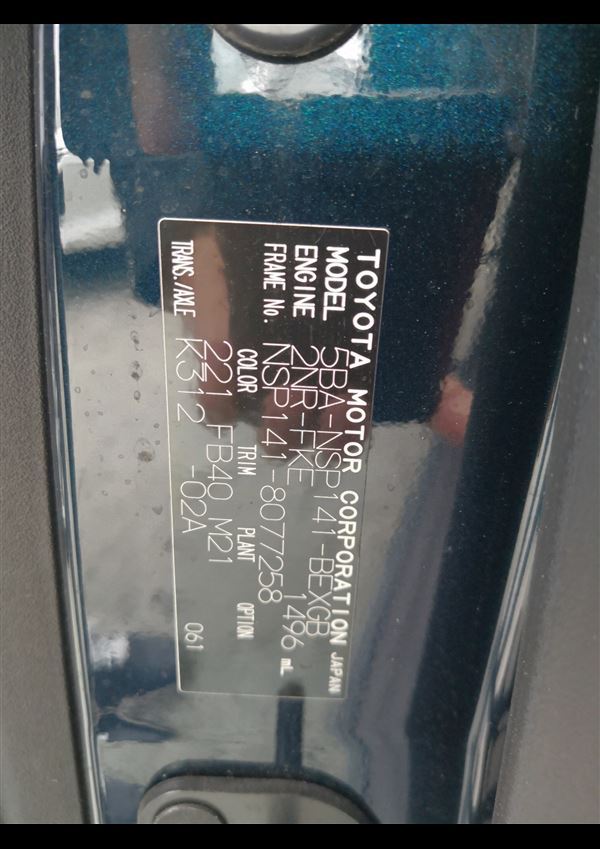 TOYOTA MOTOR CORPORATION JAPAN
MODEL 5BA-NSP141-BEXGB
ENGINE 2NR-FKE 1496 mL
FRAME No. NSP141-8077258
COLOR TRIM PLANT OPTION
221 FB40 M21
TRANS./AXLE K312 -02A 061